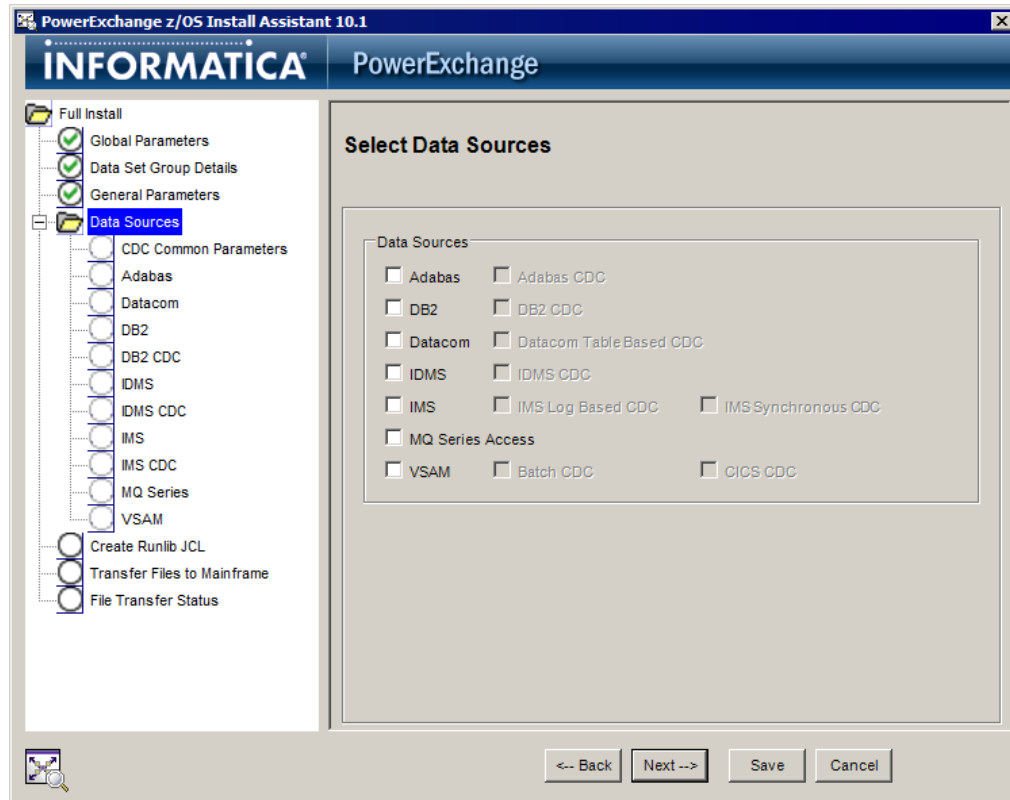 PowerExchange z/OS Install Assistant 10.1
INFORMATICA® PowerExchange
Full Install
Global Parameters
Data Set Group Details
General Parameters
Data Sources
CDC Common Parameters
Adabas
Datacom
DB2
DB2 CDC
IDMS
IDMS CDC
IMS
IMS CDC
MQ Series
VSAM
Create Runlib JCL
Transfer Files to Mainframe
File Transfer Status
Select Data Sources
Data Sources
Adabas Adabas CDC
DB2 DB2 CDC
Datacom Datacom Table Based CDC
IDMS IDMS CDC
IMS IMS Log Based CDC IMS Synchronous CDC
MQ Series Access
VSAM Batch CDC CICS CDC
<-- Back Next --> Save Cancel